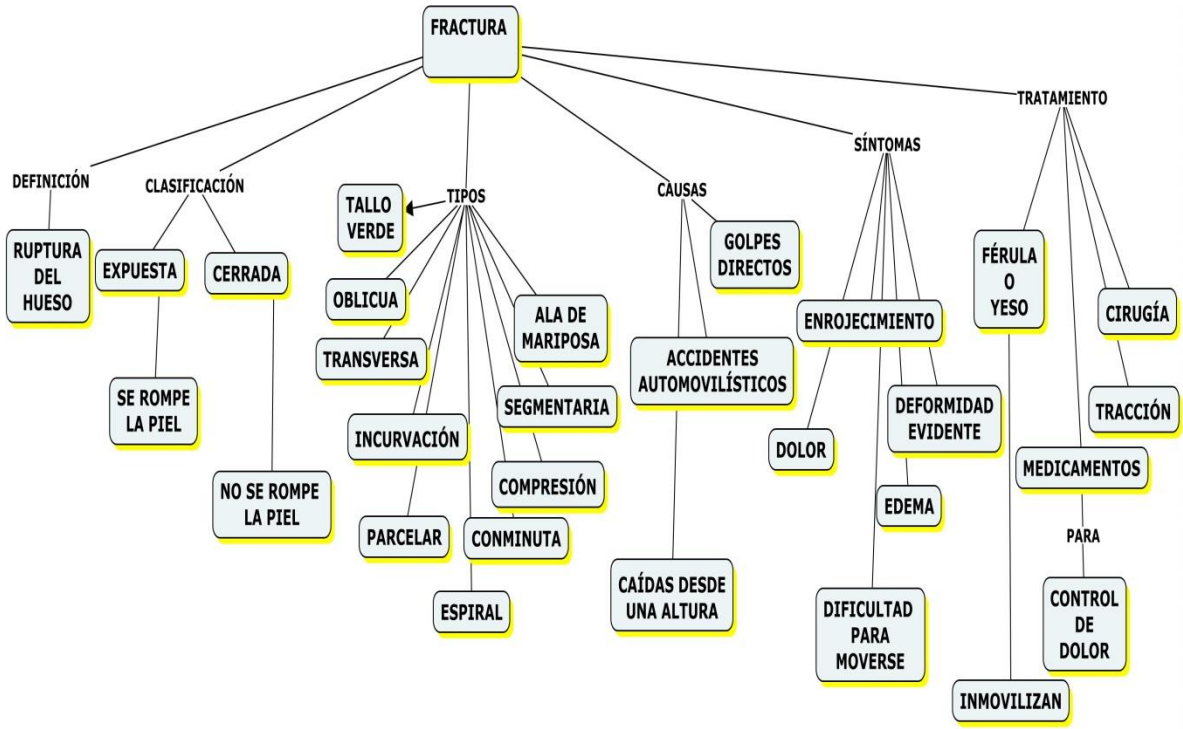 FRACTURA
DEFINICIÓN
RUPTURA
DEL
HUESO
CLASIFICACIÓN
EXPUESTA
SE ROMPE
LA PIEL
CERRADA
NO SE ROMPE
LA PIEL
TIPOS
TALLO
VERDE
OBLICUA
TRANSVERSA
INCURVACIÓN
PARCELAR
ESPIRAL
CONMINUTA
COMPRESIÓN
SEGMENTARIA
ALA DE
MARIPOSA
CAUSAS
GOLPES
DIRECTOS
ACCIDENTES
AUTOMOVILÍSTICOS
CAÍDAS DESDE
UNA ALTURA
SÍNTOMAS
ENROJECIMIENTO
DOLOR
DEFORMIDAD
EVIDENTE
EDEMA
DIFICULTAD
PARA
MOVERSE
TRATAMIENTO
FÉRULA
O
YESO
INMOVILIZAN
CIRUGÍA
TRACCIÓN
MEDICAMENTOS
PARA
CONTROL
DE
DOLOR